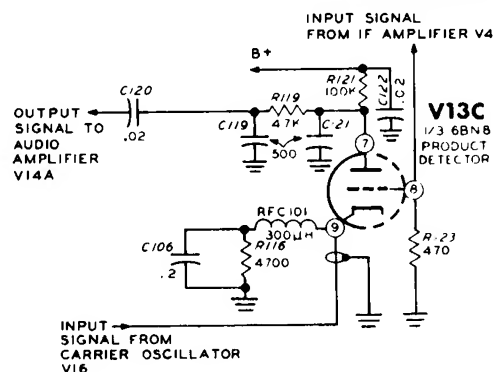 INPUT SIGNAL
FROM IF AMPLIFIER V4
B+
C120
.02
R119
47K
R121
100K
C122
.02
V13C
1/3 6BN8
PRODUCT
DETECTOR
OUTPUT
SIGNAL TO
AUDIO
AMPLIFIER
V14A
C119
500
C121
7
8
9
RFC101
300μH
C106
.2
R116
4700
R123
470
INPUT
SIGNAL FROM
CARRIER OSCILLATOR
V16